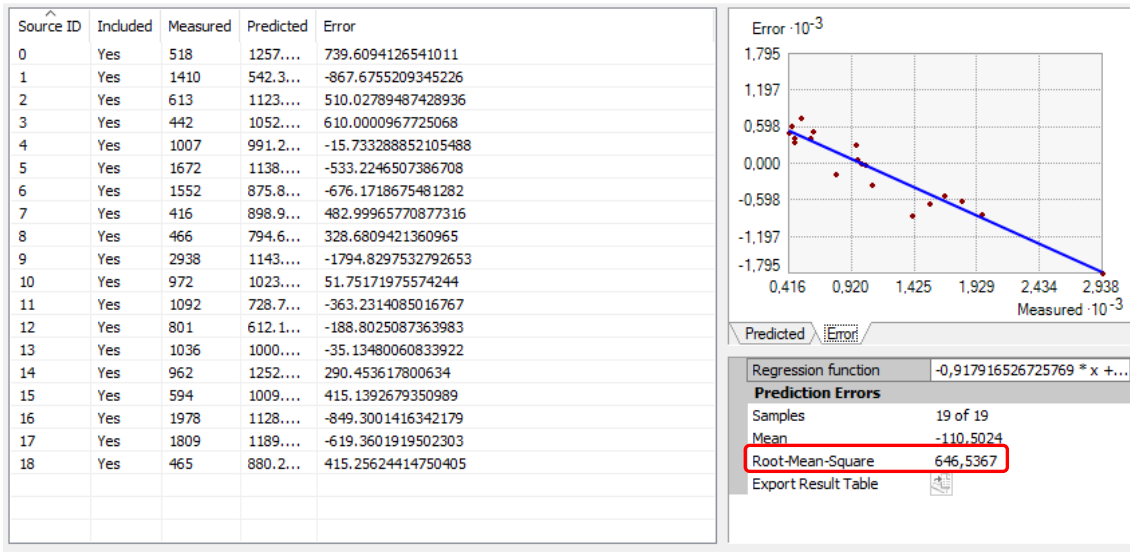 Source ID Included Measured Predicted Error
0 Yes 518 1257.... 739.6094126541011
1 Yes 1410 542.3... -867.6755209345226
2 Yes 613 1123.... 510.02789487428936
3 Yes 442 1052.... 610.0000967725068
4 Yes 1007 991.2... -15.733288852105488
5 Yes 1672 1138.... -533.2246507386708
6 Yes 1552 875.8... -676.1718675481282
7 Yes 416 898.9... 482.99965770877316
8 Yes 466 794.6... 328.6809421360965
9 Yes 2938 1143.... -1794.8297532792653
10 Yes 972 1023.... 51.75171975574244
11 Yes 1092 728.7... -363.2314085016767
12 Yes 801 612.1... -188.8025087363983
13 Yes 1036 1000.... -35.13480060833922
14 Yes 962 1252.... 290.453617800634
15 Yes 594 1009.... 415.1392679350989
16 Yes 1978 1128.... -849.3001416342179
17 Yes 1809 1189.... -619.3601919502303
18 Yes 465 880.2... 415.25624414750405
Error ·10-3
1,795
1,197
0,598
0,000
-0,598
-1,197
-1,795
0,416 0,920 1,425 1,929 2,434 2,938
Measured ·10-3
Predicted Error
Regression function -0,917916526725769 * x +...
Prediction Errors
Samples 19 of 19
Mean -110,5024
Root-Mean-Square 646,5367
Export Result Table